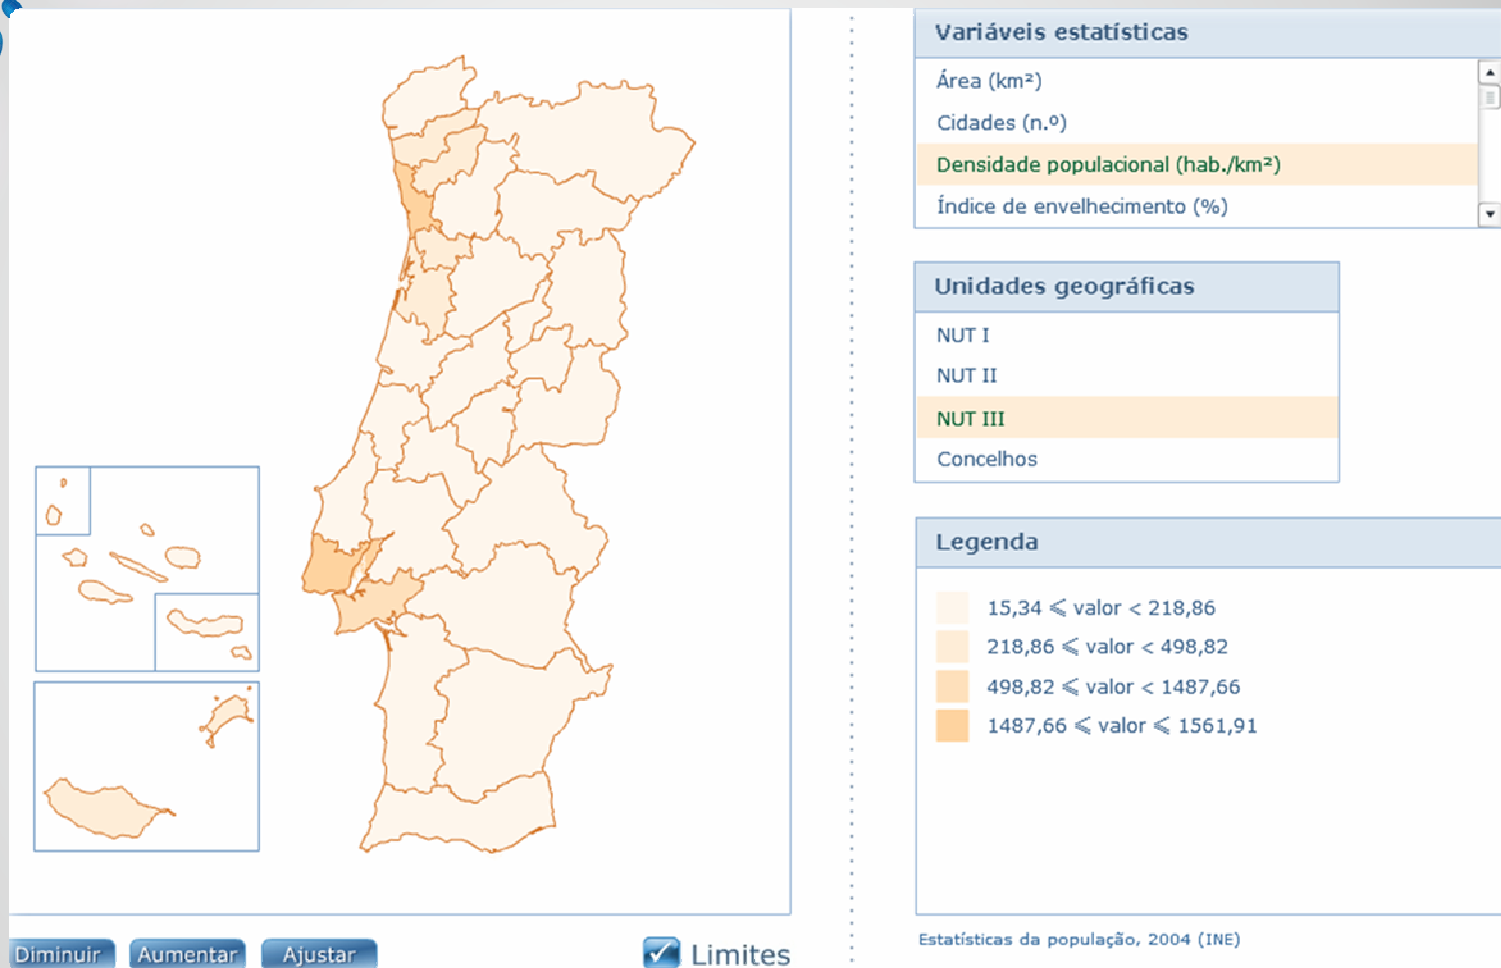 Variáveis estatísticas
Área (km²)
Cidades (n.º)
Densidade populacional (hab./km²)
Índice de envelhecimento (%)
Unidades geográficas
NUT I
NUT II
NUT III
Concelhos
Legenda
15,34 ⩽ valor < 218,86
218,86 ⩽ valor < 498,82
498,82 ⩽ valor < 1487,66
1487,66 ⩽ valor ⩽ 1561,91
Estatísticas da população, 2004 (INE)
Diminuir Aumentar Ajustar Limites